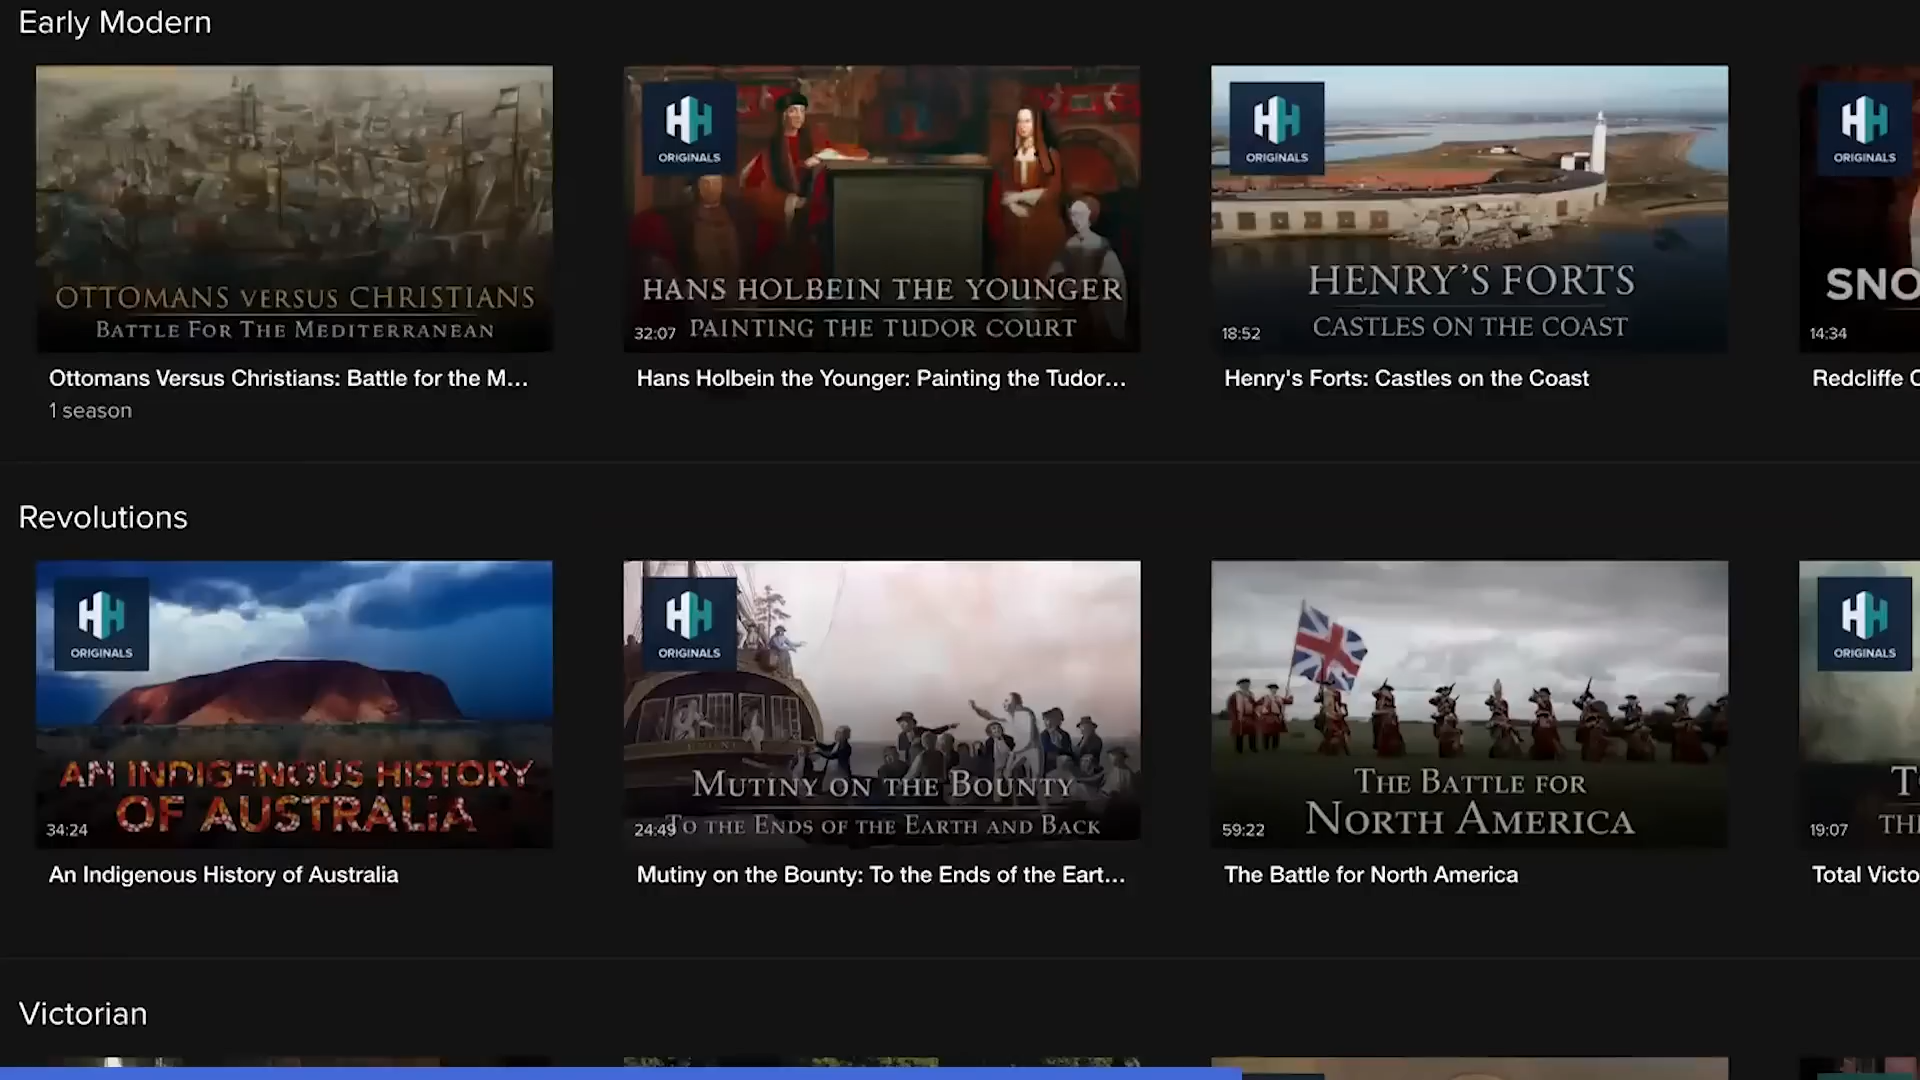 Early Modern
OTTOMANS VERSUS CHRISTIANS
BATTLE FOR THE MEDITERRANEAN
Ottomans Versus Christians: Battle for the M...
1 season
ORIGINALS
HANS HOLBEIN THE YOUNGER
32:07
PAINTING THE TUDOR COURT
Hans Holbein the Younger: Painting the Tudor...
ORIGINALS
HENRY'S FORTS
18:52
CASTLES ON THE COAST
Henry's Forts: Castles on the Coast
ORIGINALS
SNO
14:34
Redcliffe C
Revolutions
ORIGINALS
AN INDIGENOUS HISTORY
OF AUSTRALIA
34:24
An Indigenous History of Australia
ORIGINALS
MUTINY ON THE BOUNTY
24:49
TO THE ENDS OF THE EARTH AND BACK
Mutiny on the Bounty: To the Ends of the Eart...
THE BATTLE FOR
NORTH AMERICA
59:22
The Battle for North America
ORIGINALS
T
19:07
TH
Total Victo
Victorian